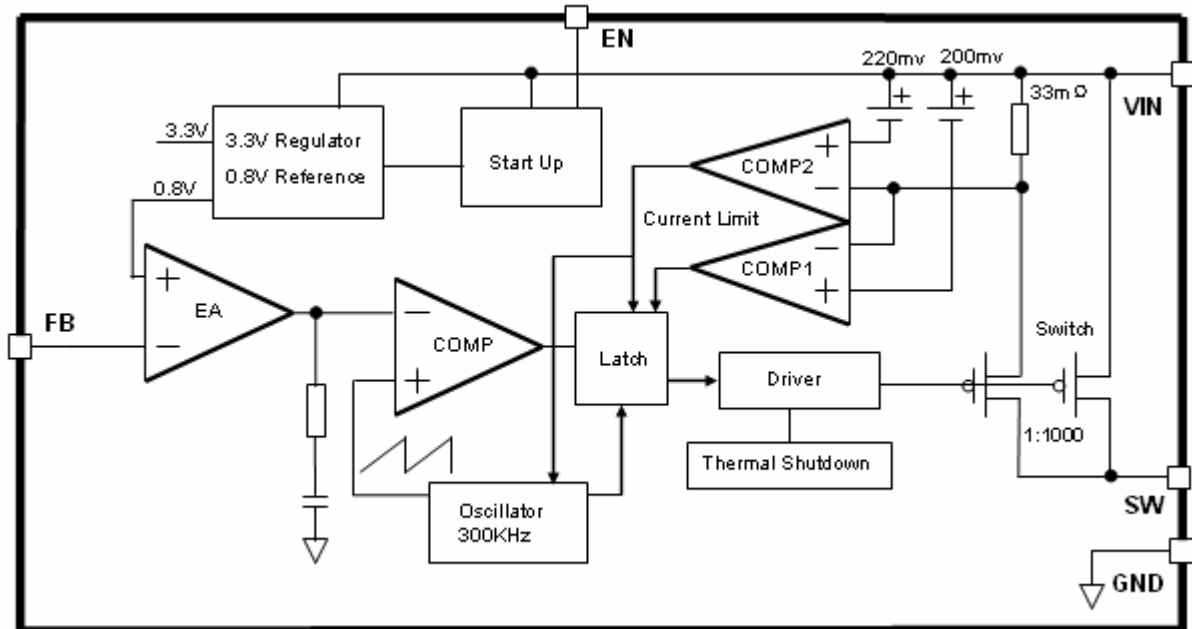 EN
220mv
200mv
33m Ω
VIN
3.3V
3.3V Regulator
0.8V Reference
Start Up
0.8V
+
+
COMP2
−
Current Limit
−
COMP1
+
+
EA
−
FB
−
COMP
+
Latch
Switch
Driver
1:1000
Thermal Shutdown
Oscillator
300KHz
SW
GND